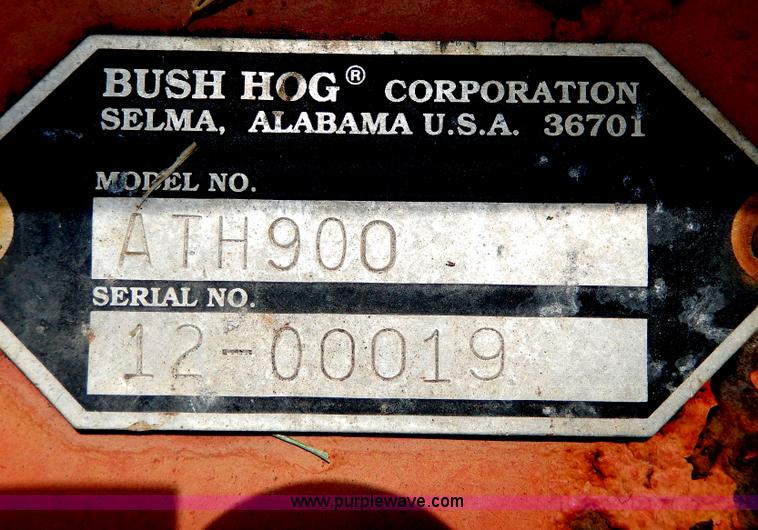 BUSH HOG® CORPORATION
SELMA, ALABAMA U.S.A. 36701
MODEL NO.
ATH900
SERIAL NO.
12-00019
www.purplewave.com